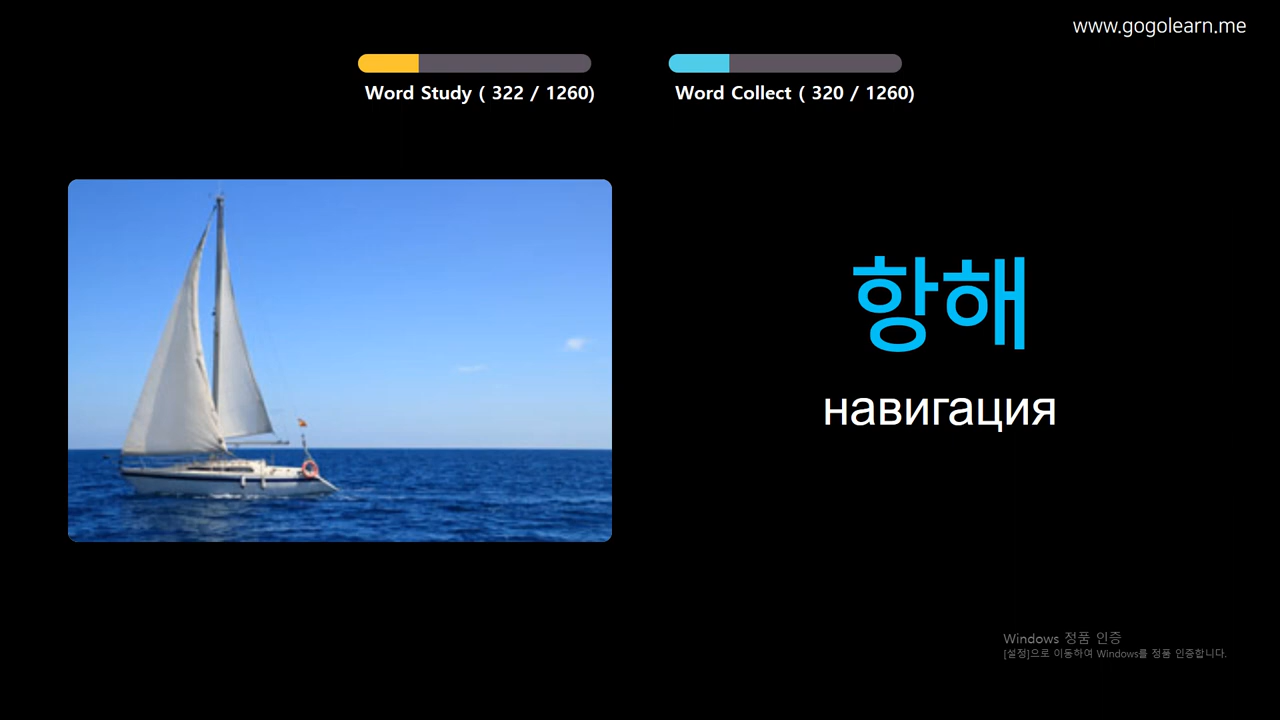 www.gogolearn.me
Word Study ( 322 / 1260)
Word Collect ( 320 / 1260)
항해
навигация
Windows 정품 인증
[설정]으로 이동하여 Windows를 정품 인증합니다.